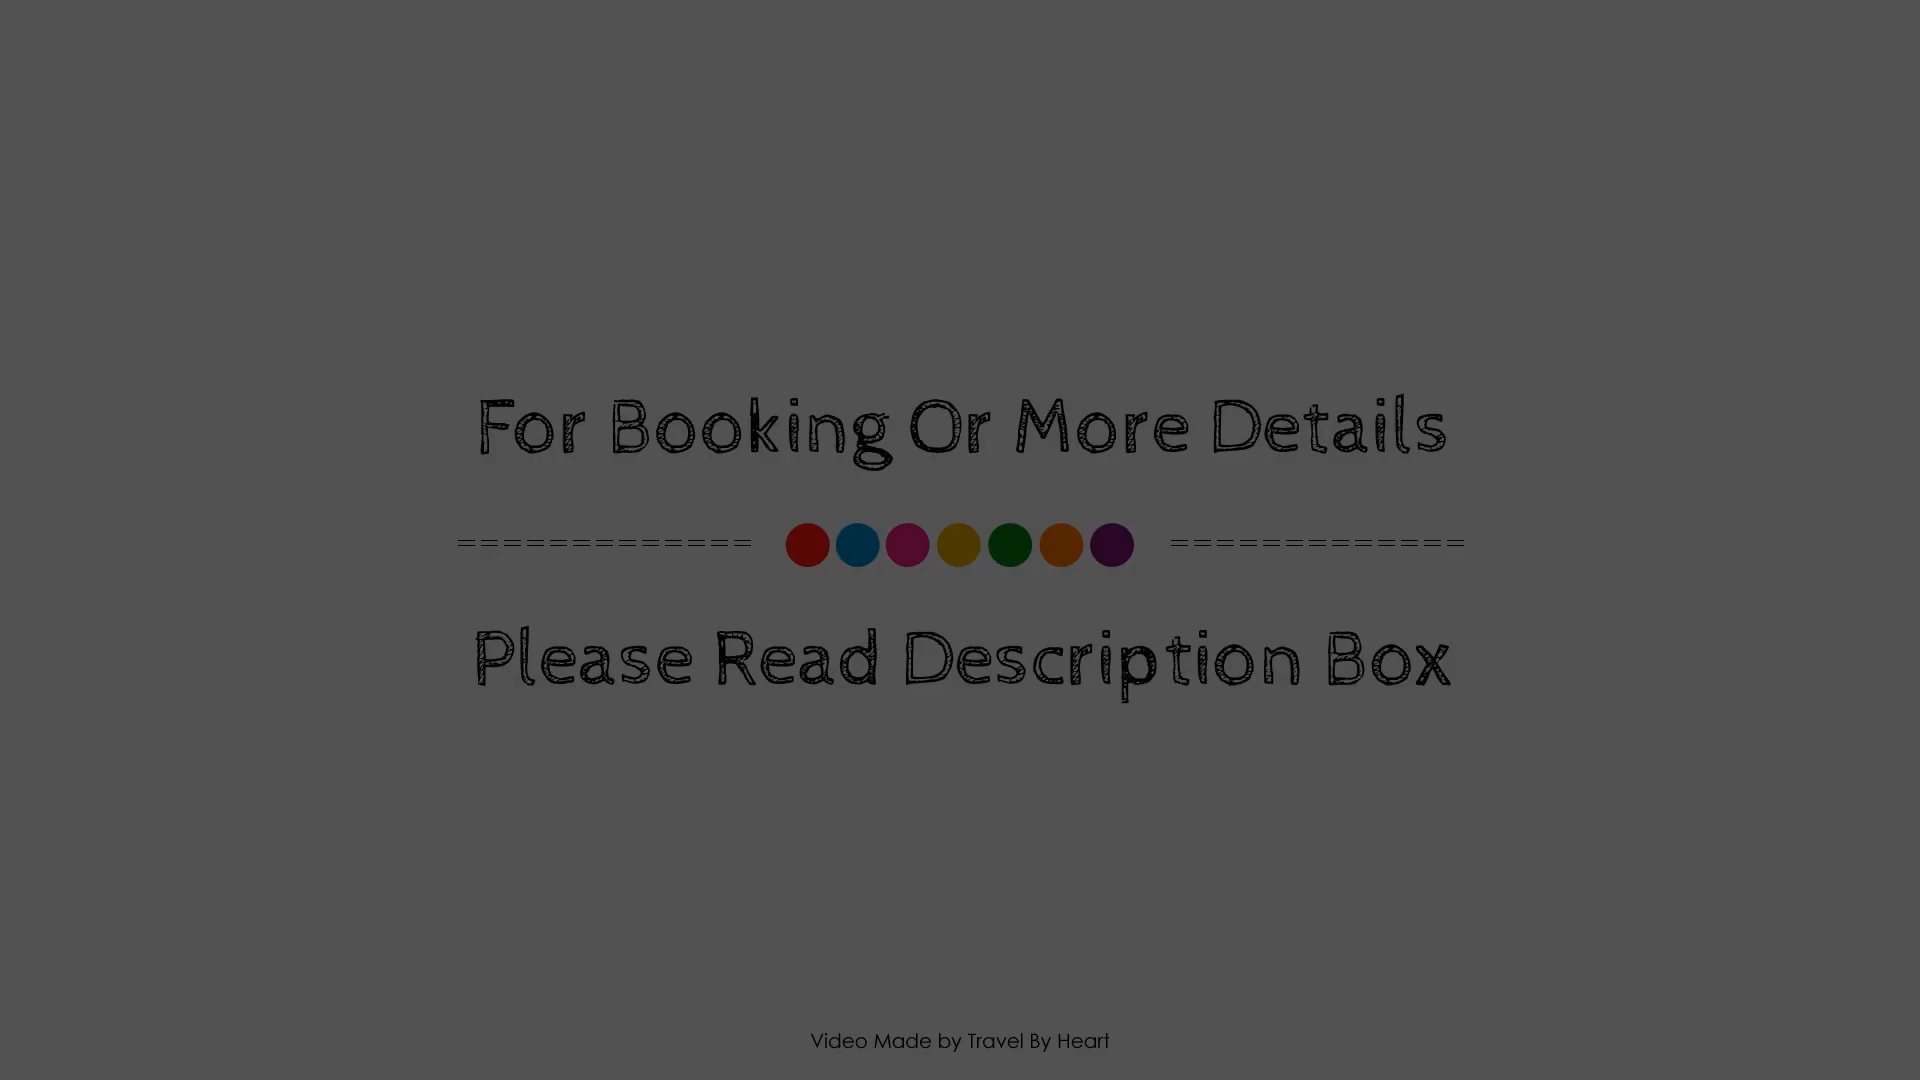 For Booking Or More Details
============= =============
Please Read Description Box
Video Made by Travel By Heart